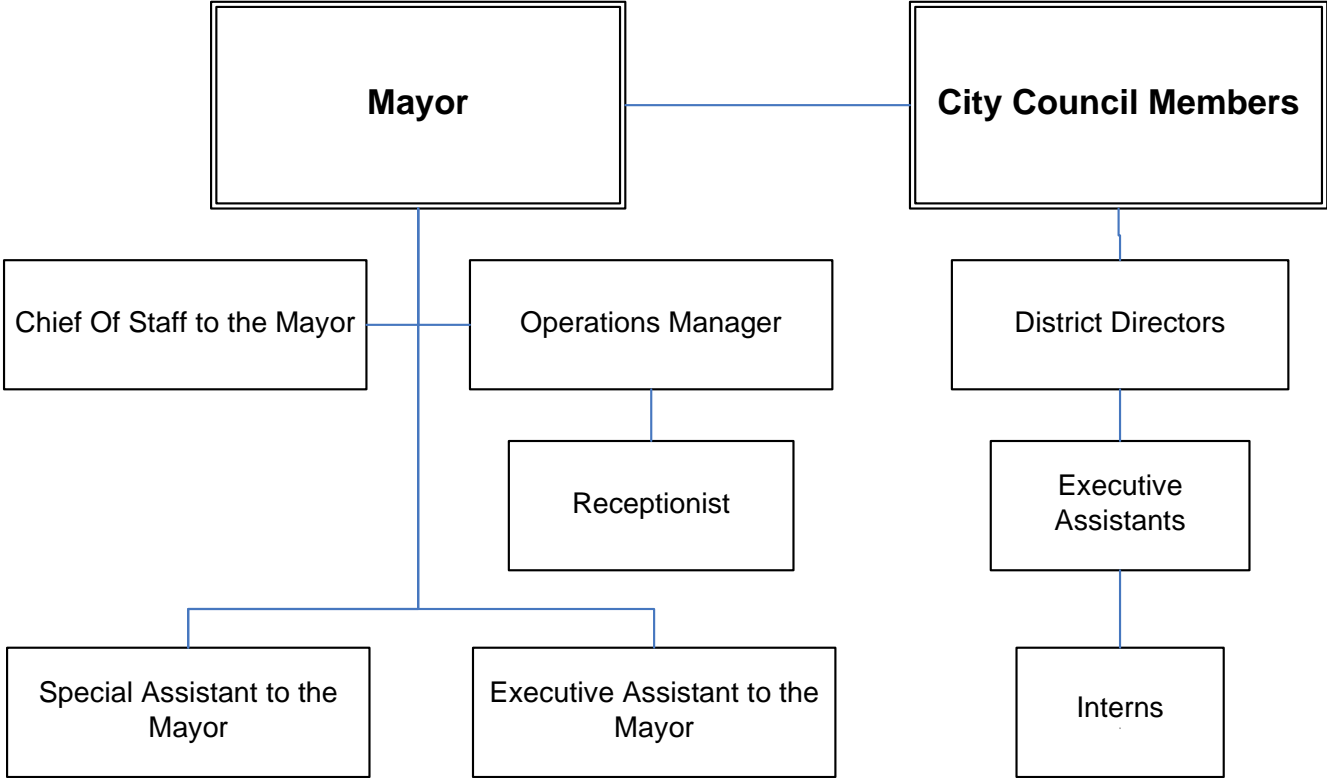 Mayor
City Council Members
Chief Of Staff to the Mayor
Operations Manager
District Directors
Receptionist
Executive
Assistants
Special Assistant to the
Mayor
Executive Assistant to the
Mayor
Interns